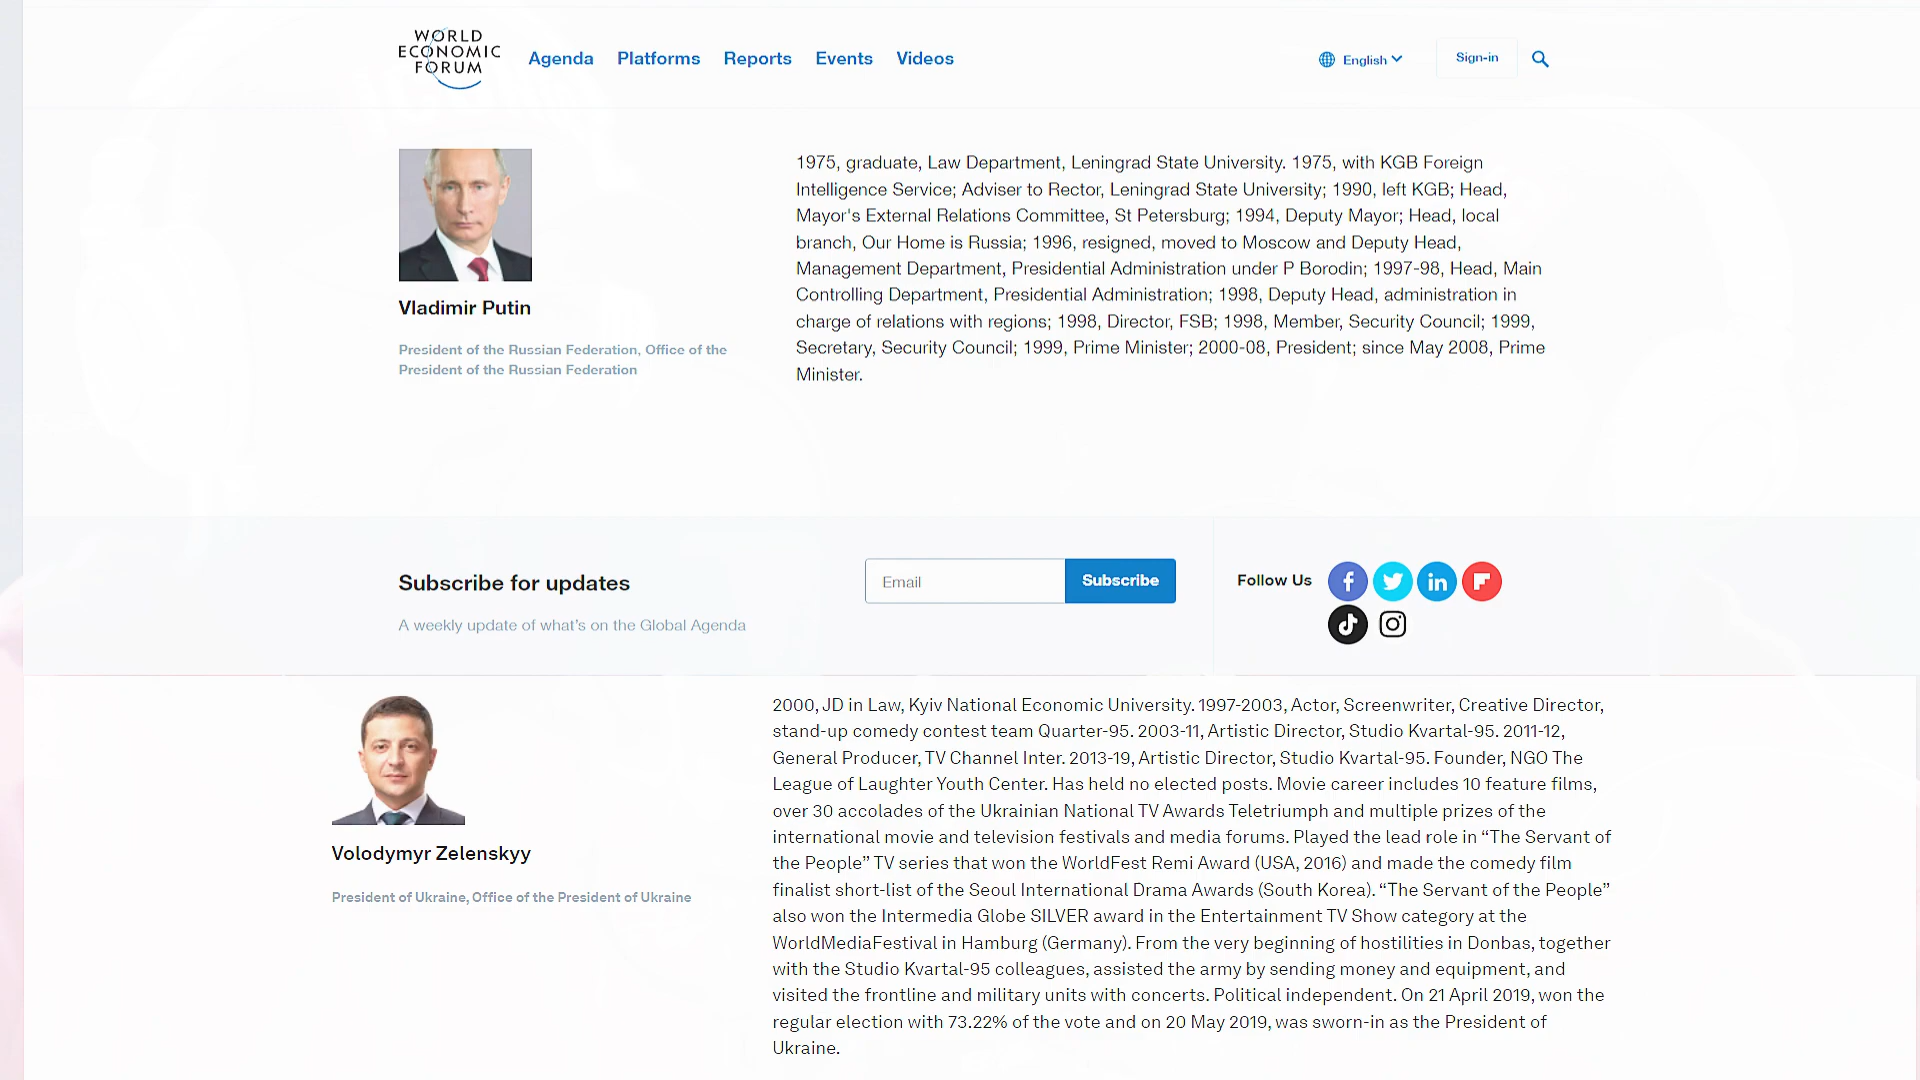 WORLD
ECONOMIC
FORUM
Agenda Platforms Reports Events Videos
English
Sign-in
Vladimir Putin
President of the Russian Federation, Office of the
President of the Russian Federation
1975, graduate, Law Department, Leningrad State University. 1975, with KGB Foreign
Intelligence Service; Adviser to Rector, Leningrad State University; 1990, left KGB; Head,
Mayor's External Relations Committee, St Petersburg; 1994, Deputy Mayor; Head, local
branch, Our Home is Russia; 1996, resigned, moved to Moscow and Deputy Head,
Management Department, Presidential Administration under P Borodin; 1997-98, Head, Main
Controlling Department, Presidential Administration; 1998, Deputy Head, administration in
charge of relations with regions; 1998, Director, FSB; 1998, Member, Security Council; 1999,
Secretary, Security Council; 1999, Prime Minister; 2000-08, President; since May 2008, Prime
Minister.
Subscribe for updates
A weekly update of what's on the Global Agenda
Email
Subscribe
Follow Us
Volodymyr Zelenskyy
President of Ukraine, Office of the President of Ukraine
2000, JD in Law, Kyiv National Economic University. 1997-2003, Actor, Screenwriter, Creative Director,
stand-up comedy contest team Quarter-95. 2003-11, Artistic Director, Studio Kvartal-95. 2011-12,
General Producer, TV Channel Inter. 2013-19, Artistic Director, Studio Kvartal-95. Founder, NGO The
League of Laughter Youth Center. Has held no elected posts. Movie career includes 10 feature films,
over 30 accolades of the Ukrainian National TV Awards Teletriumph and multiple prizes of the
international movie and television festivals and media forums. Played the lead role in “The Servant of
the People” TV series that won the WorldFest Remi Award (USA, 2016) and made the comedy film
finalist short-list of the Seoul International Drama Awards (South Korea). “The Servant of the People”
also won the Intermedia Globe SILVER award in the Entertainment TV Show category at the
WorldMediaFestival in Hamburg (Germany). From the very beginning of hostilities in Donbas, together
with the Studio Kvartal-95 colleagues, assisted the army by sending money and equipment, and
visited the frontline and military units with concerts. Political independent. On 21 April 2019, won the
regular election with 73.22% of the vote and on 20 May 2019, was sworn-in as the President of
Ukraine.